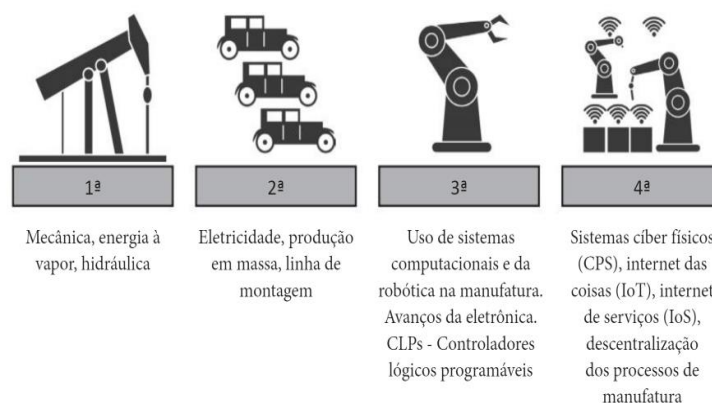 1ª
Mecânica, energia à
vapor, hidráulica
2ª
Eletricidade, produção
em massa, linha de
montagem
3ª
Uso de sistemas
computacionais e da
robótica na manufatura.
Avanços da eletrônica.
CLPs - Controladores
lógicos programáveis
4ª
Sistemas cíber físicos
(CPS), internet das
coisas (IoT), internet
de serviços (IoS),
descentralização
dos processos de
manufatura